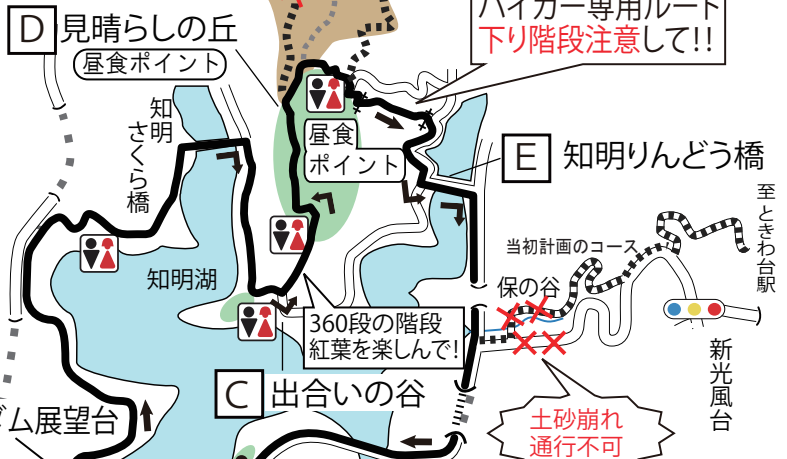 ハイカー専用ルート
下り階段注意して!!
D 見晴らしの丘
昼食ポイント
知明
さくら橋
昼食
ポイント
E 知明りんどう橋
至 ときわ台駅
当初計画のコース
保の谷
知明湖
360段の階段
紅葉を楽しんで!
新光風台
C 出合いの谷
ム展望台
土砂崩れ
通行不可